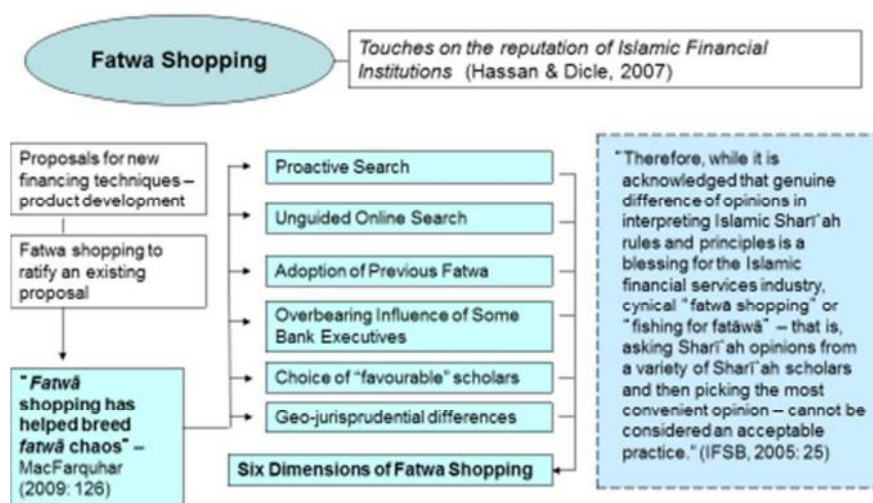 Fatwa Shopping
Touches on the reputation of Islamic Financial
Institutions (Hassan & Dicle, 2007)
Proposals for new
financing techniques –
product development
Fatwa shopping to
ratify an existing
proposal
"Fatwā
shopping has
helped breed
fatwā chaos" –
MacFarquhar
(2009: 126)
Proactive Search
Unguided Online Search
Adoption of Previous Fatwa
Overbearing Influence of Some
Bank Executives
Choice of "favourable" scholars
Geo-jurisprudential differences
Six Dimensions of Fatwa Shopping
"Therefore, while it is
acknowledged that genuine
difference of opinions in
interpreting Islamic Sharī`ah
rules and principles is a
blessing for the Islamic
financial services industry,
cynical "fatwā shopping" or
"fishing for fatāwā" – that is,
asking Sharī`ah opinions from
a variety of Sharī`ah scholars
and then picking the most
convenient opinion – cannot be
considered an acceptable
practice." (IFSB, 2005: 25)